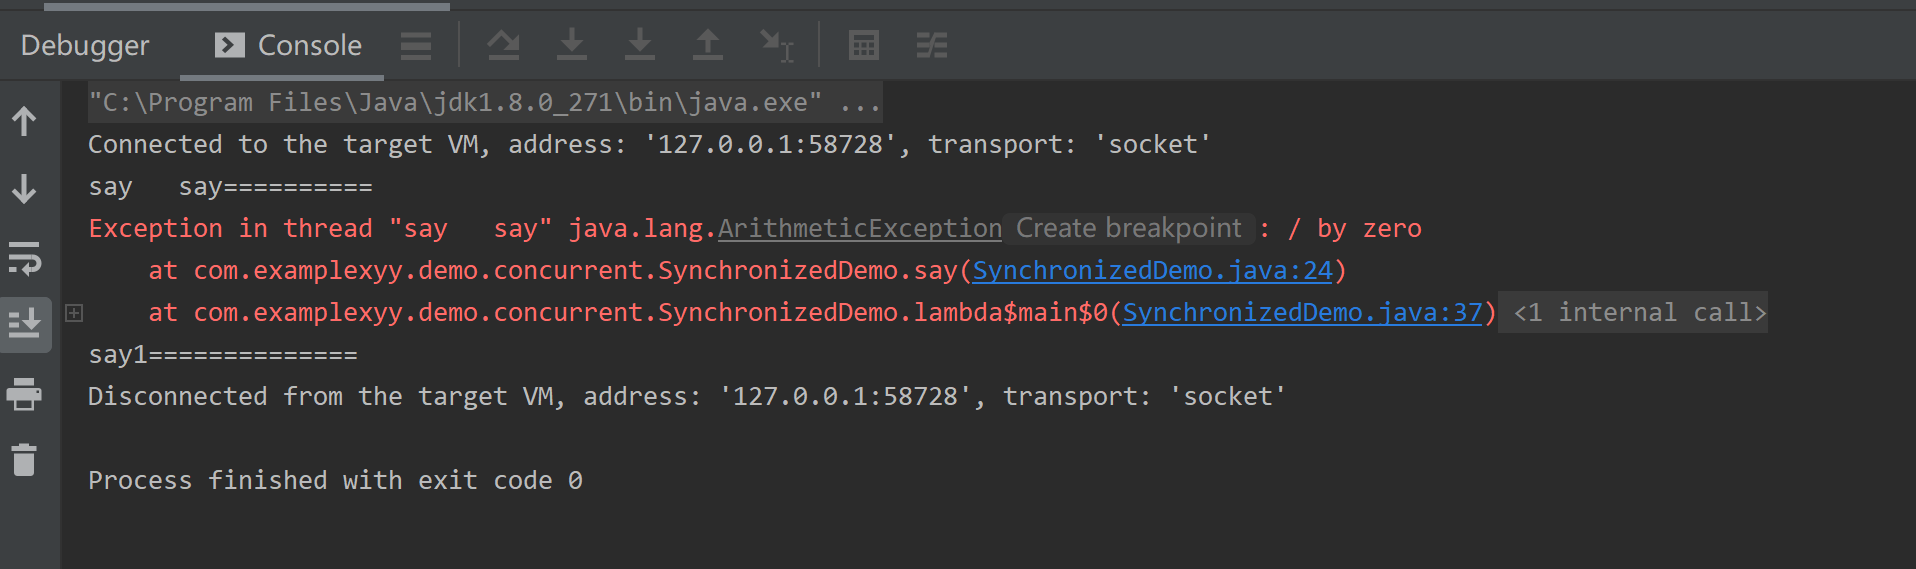 Debugger Console
"C:\Program Files\Java\jdk1.8.0_271\bin\java.exe" ...
Connected to the target VM, address: '127.0.0.1:58728', transport: 'socket'
say   say==========
Exception in thread "say   say" java.lang.ArithmeticException Create breakpoint : / by zero
    at com.examplexyy.demo.concurrent.SynchronizedDemo.say(SynchronizedDemo.java:24)
    at com.examplexyy.demo.concurrent.SynchronizedDemo.lambda$main$0(SynchronizedDemo.java:37) <1 internal call>
say1==============
Disconnected from the target VM, address: '127.0.0.1:58728', transport: 'socket'
Process finished with exit code 0